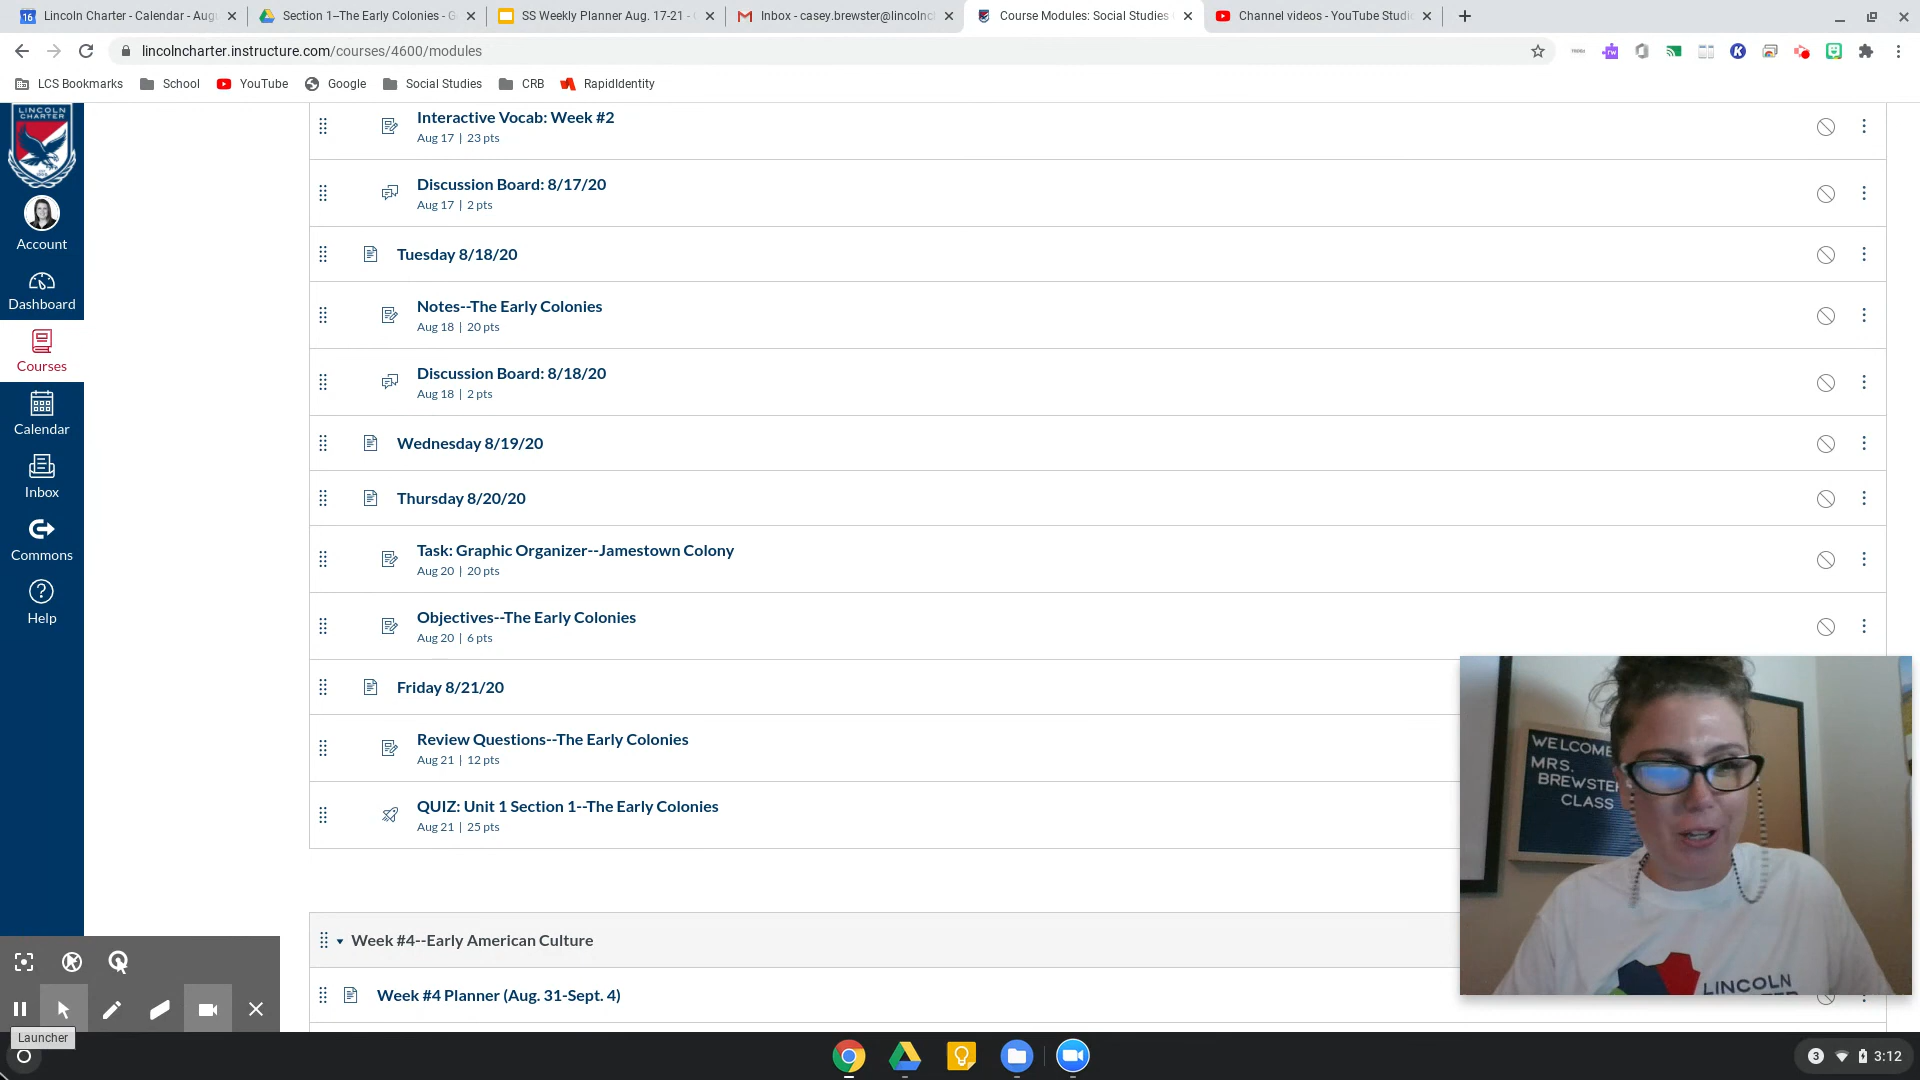 16 Lincoln Charter - Calendar - Aug
Section 1--The Early Colonies - G
SS Weekly Planner Aug. 17-21 -
Inbox - casey.brewster@lincolnc
Course Modules: Social Studies
Channel videos - YouTube Studi
lincolncharter.instructure.com/courses/4600/modules
LCS Bookmarks School YouTube Google Social Studies CRB RapidIdentity
LINCOLN
CHARTER
Account
Dashboard
Courses
Calendar
Inbox
Commons
Help
Interactive Vocab: Week #2
Aug 17 | 23 pts
Discussion Board: 8/17/20
Aug 17 | 2 pts
Tuesday 8/18/20
Notes--The Early Colonies
Aug 18 | 20 pts
Discussion Board: 8/18/20
Aug 18 | 2 pts
Wednesday 8/19/20
Thursday 8/20/20
Task: Graphic Organizer--Jamestown Colony
Aug 20 | 20 pts
Objectives--The Early Colonies
Aug 20 | 6 pts
Friday 8/21/20
Review Questions--The Early Colonies
Aug 21 | 12 pts
QUIZ: Unit 1 Section 1--The Early Colonies
Aug 21 | 25 pts
Week #4--Early American Culture
Week #4 Planner (Aug. 31-Sept. 4)
WELCOME
MRS.
BREWSTE
CLASS
LINCOLN
Launcher
3 3:12